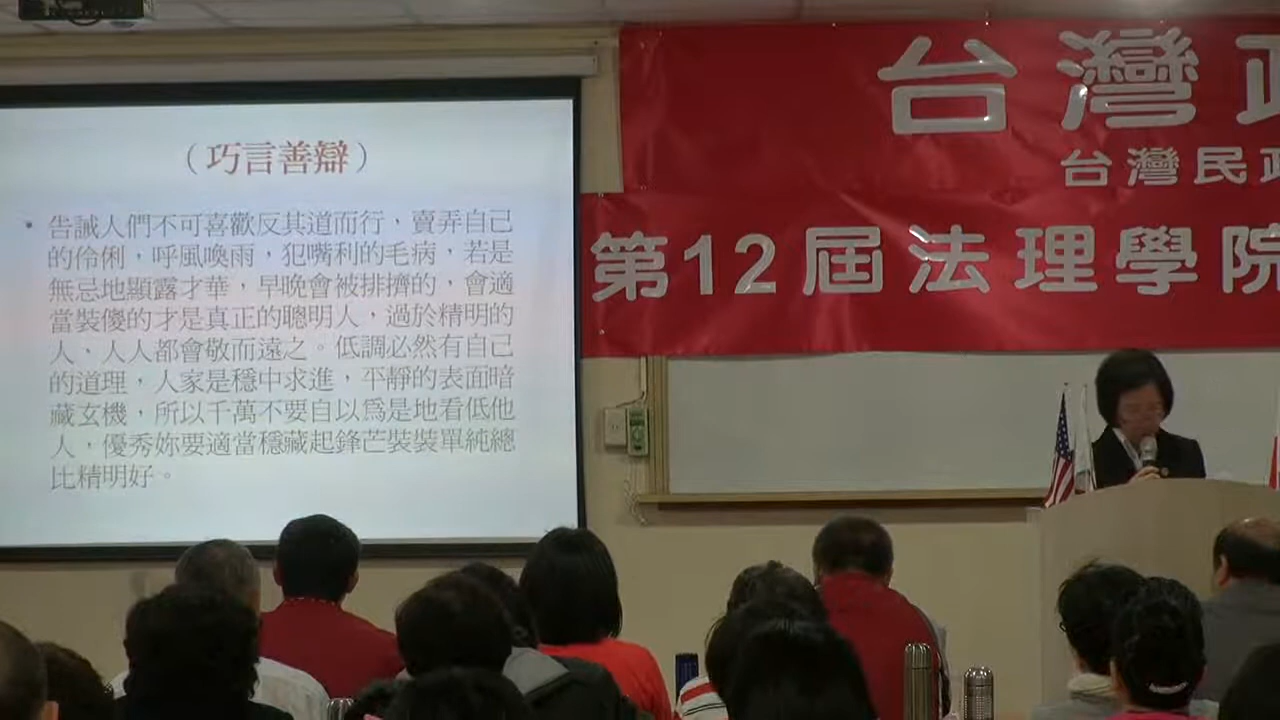 （巧言善辯）
• 告誡人們不可喜歡反其道而行，賣弄自己
的伶俐，呼風喚雨，犯嘴利的毛病，若是
無忌地顯露才華，早晚會被排擠的，會適
當裝傻的才是真正的聰明人，過於精明的
人、人人都會敬而遠之。低調必然有自己
的道理，人家是穩中求進，平靜的表面暗
藏玄機，所以千萬不要自以為是地看低他
人，優秀妳要適當穩藏起鋒芒裝裝單純總
比精明好。
台灣政
台灣民政
第12屆法理學院